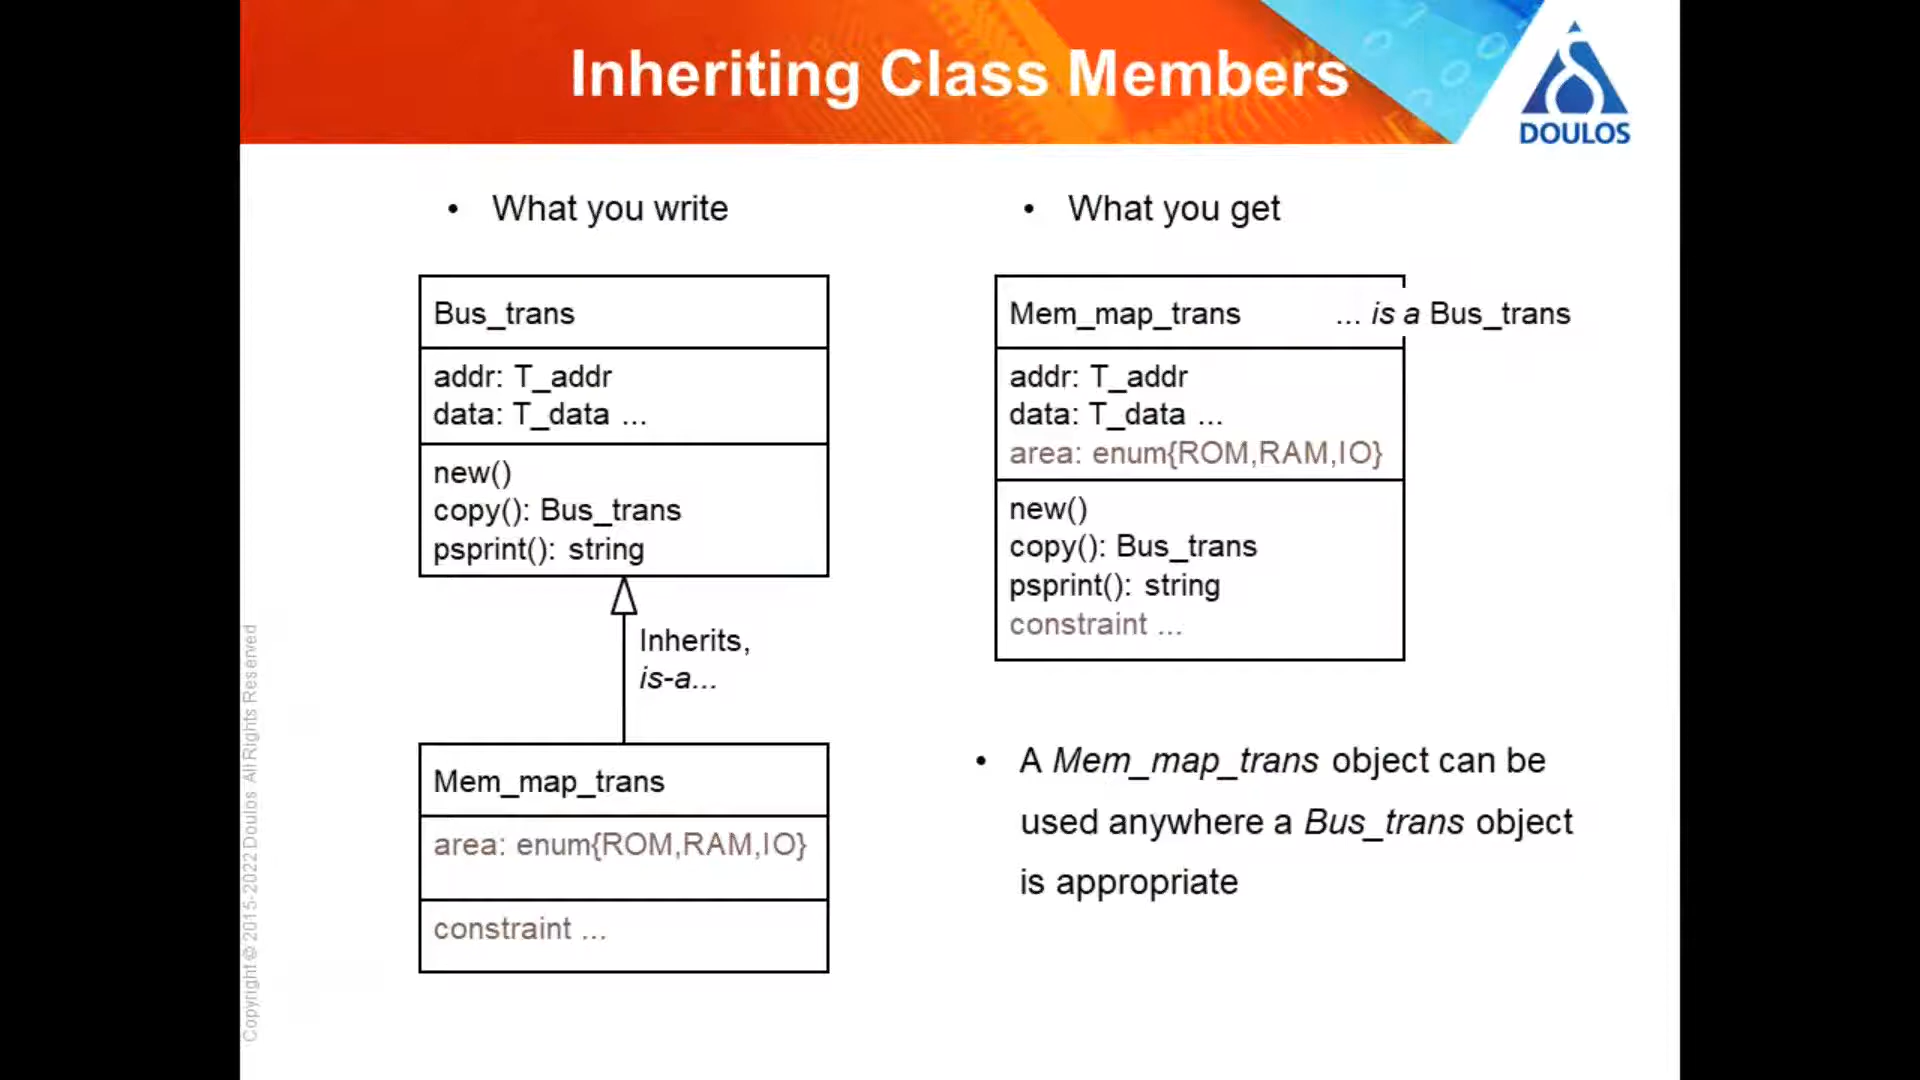 Inheriting Class Members
DOULOS
• What you write
Bus_trans
addr: T_addr
data: T_data ...
new()
copy(): Bus_trans
psprint(): string
Inherits,
is-a...
Mem_map_trans
area: enum{ROM,RAM,IO}
constraint ...
• What you get
Mem_map_trans ... is a Bus_trans
addr: T_addr
data: T_data ...
area: enum{ROM,RAM,IO}
new()
copy(): Bus_trans
psprint(): string
constraint ...
• A Mem_map_trans object can be
used anywhere a Bus_trans object
is appropriate
Copyright © 2015-2022 Doulos All Rights Reserved